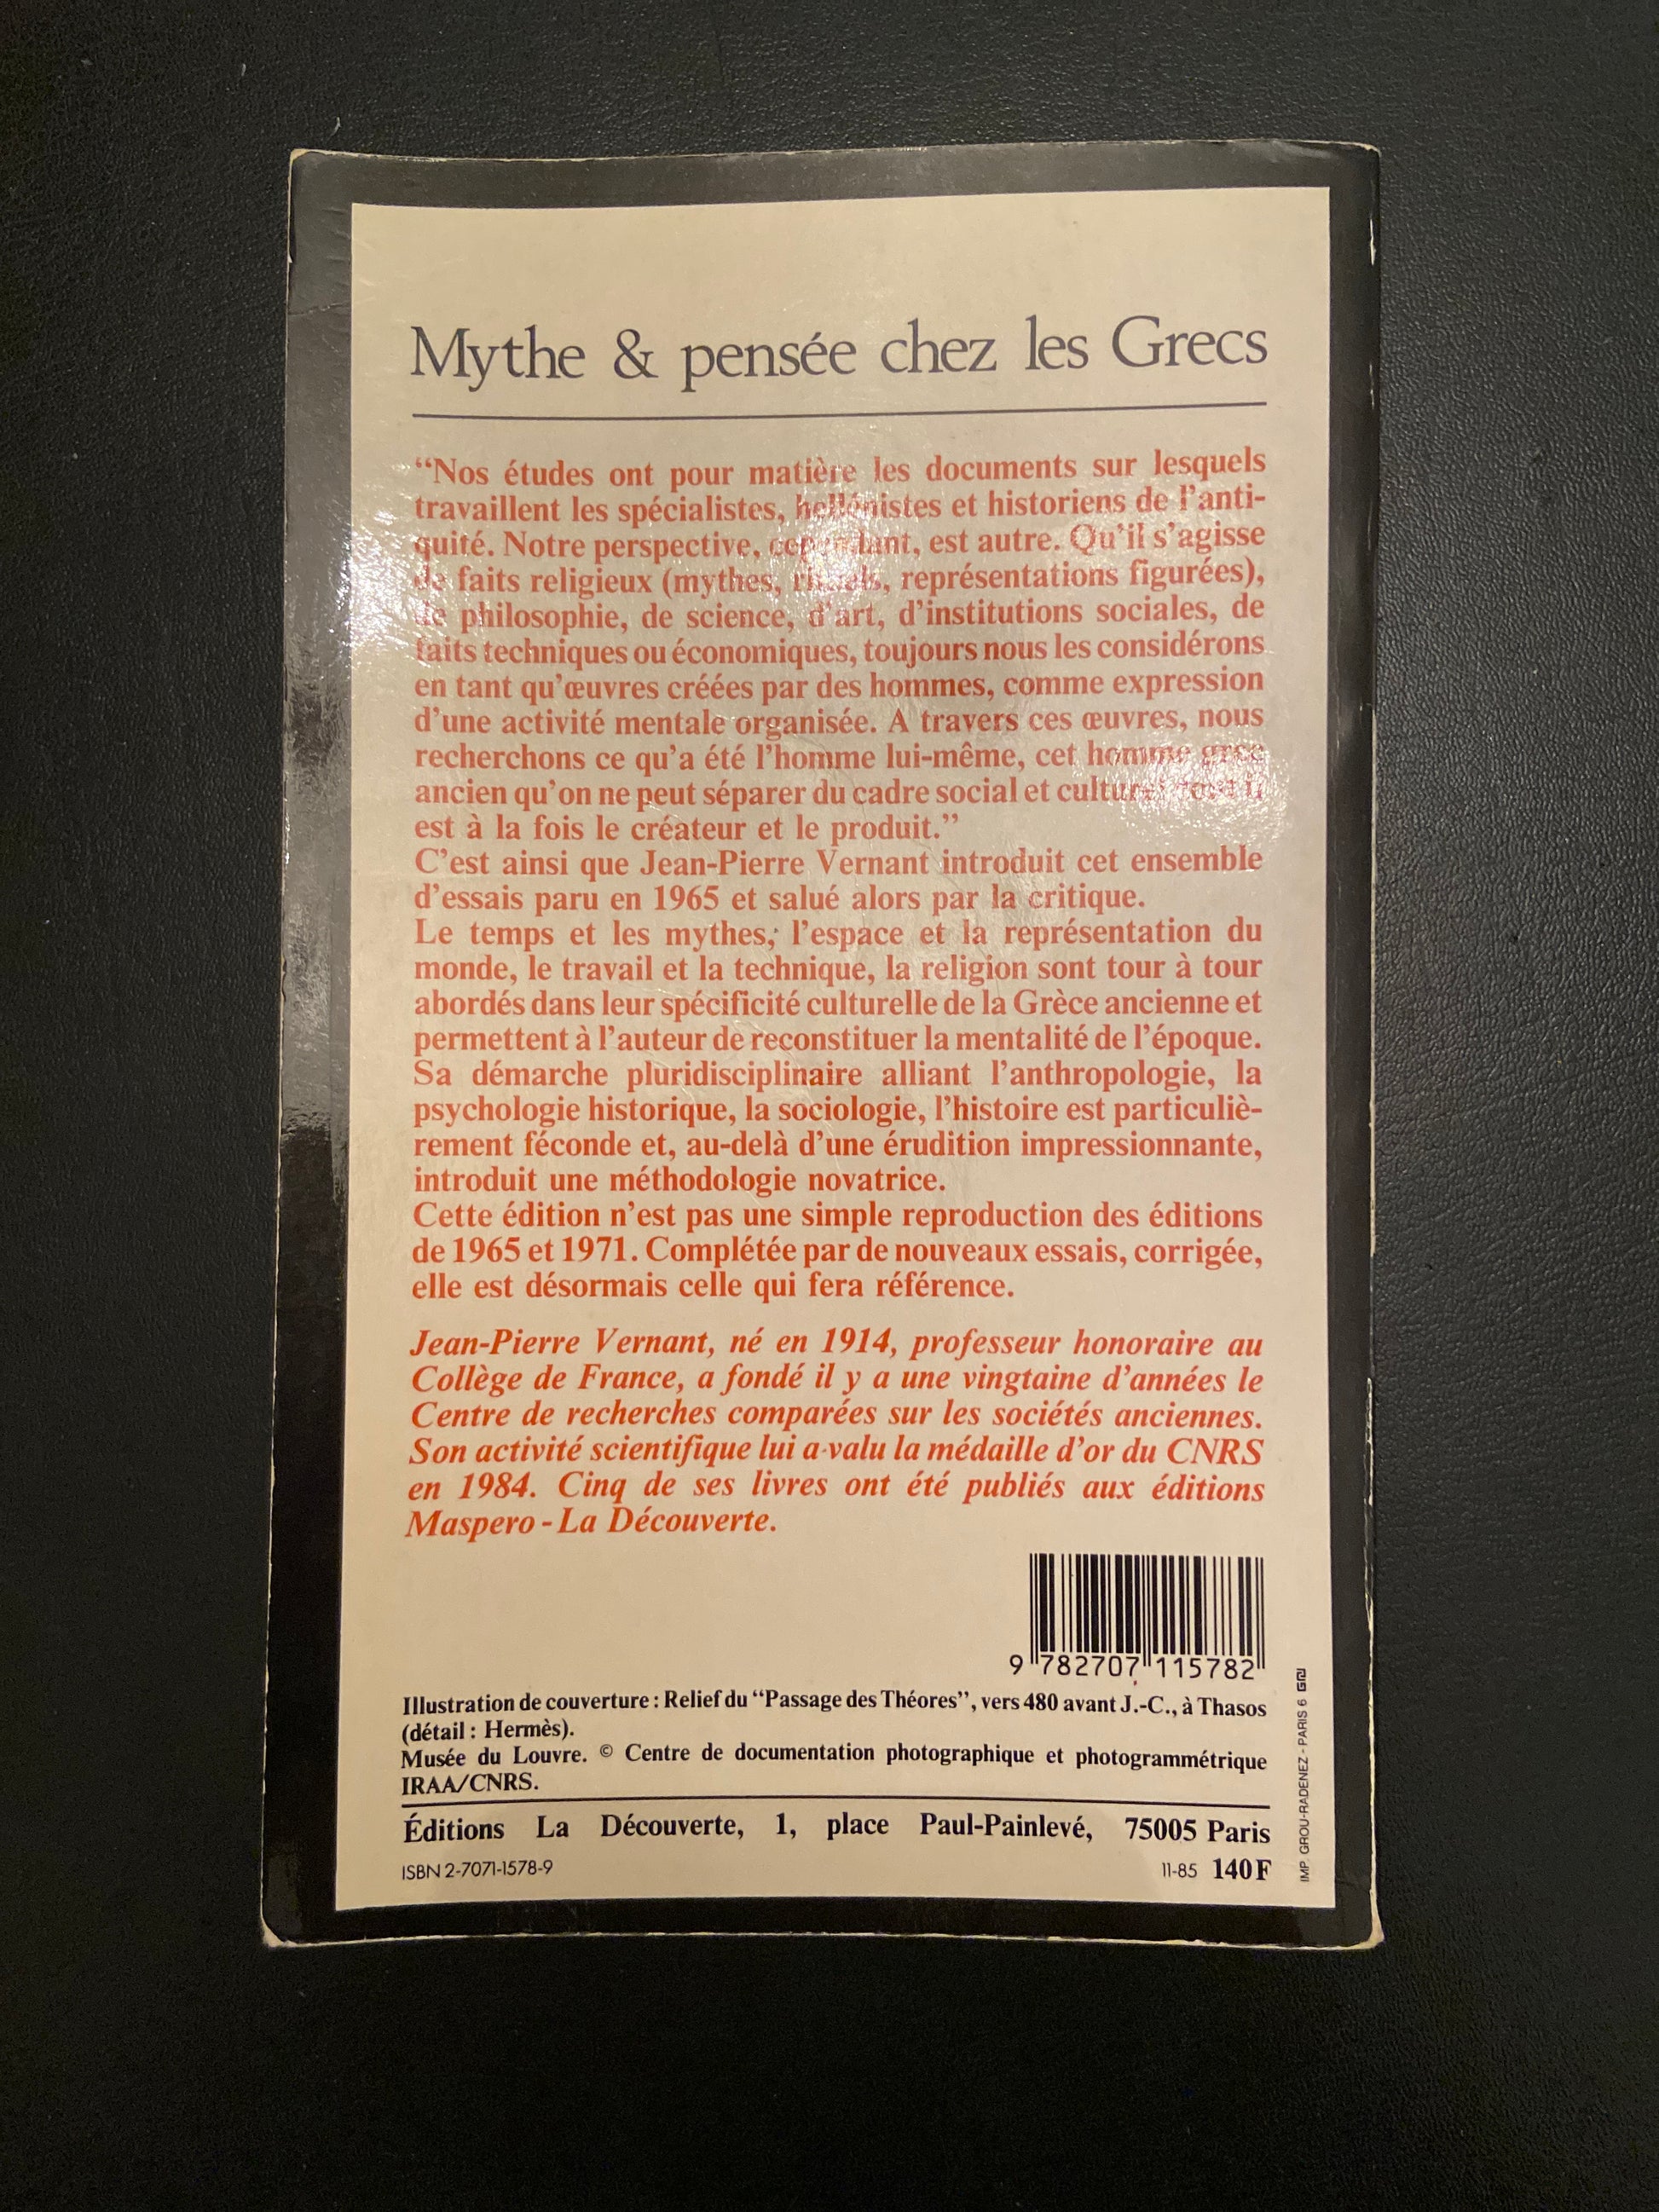 Mythe & pensée chez les Grecs
“Nos études ont pour matière les documents sur lesquels
travaillent les spécialistes, hellénistes et historiens de l’anti-
quité. Notre perspective, cependant, est autre. Qu’il s’agisse
de faits religieux (mythes, rituels, représentations figurées),
de philosophie, de science, d’art, d’institutions sociales, de
faits techniques ou économiques, toujours nous les considérons
en tant qu’œuvres créées par des hommes, comme expression
d’une activité mentale organisée. A travers ces œuvres, nous
recherchons ce qu’a été l’homme lui-même, cet homme grec
ancien qu’on ne peut séparer du cadre social et culturel dont il
est à la fois le créateur et le produit.”
C’est ainsi que Jean-Pierre Vernant introduit cet ensemble
d’essais paru en 1965 et salué alors par la critique.
Le temps et les mythes, l’espace et la représentation du
monde, le travail et la technique, la religion sont tour à tour
abordés dans leur spécificité culturelle de la Grèce ancienne et
permettent à l’auteur de reconstituer la mentalité de l’époque.
Sa démarche pluridisciplinaire alliant l’anthropologie, la
psychologie historique, la sociologie, l’histoire est particuliè-
rement féconde et, au-delà d’une érudition impressionnante,
introduit une méthodologie novatrice.
Cette édition n’est pas une simple reproduction des éditions
de 1965 et 1971. Complétée par de nouveaux essais, corrigée,
elle est désormais celle qui fera référence.
Jean-Pierre Vernant, né en 1914, professeur honoraire au
Collège de France, a fondé il y a une vingtaine d’années le
Centre de recherches comparées sur les sociétés anciennes.
Son activité scientifique lui a valu la médaille d’or du CNRS
en 1984. Cinq de ses livres ont été publiés aux éditions
Maspero - La Découverte.
9 782707 115782
Illustration de couverture : Relief du “Passage des Théores”, vers 480 avant J.-C., à Thasos
(détail : Hermès).
Musée du Louvre. © Centre de documentation photographique et photogrammétrique
IRAA/CNRS.
Éditions La Découverte, 1, place Paul-Painlevé, 75005 Paris
ISBN 2-7071-1578-9
11-85 140 F
IMP. GROU-RADENEZ - PARIS 6